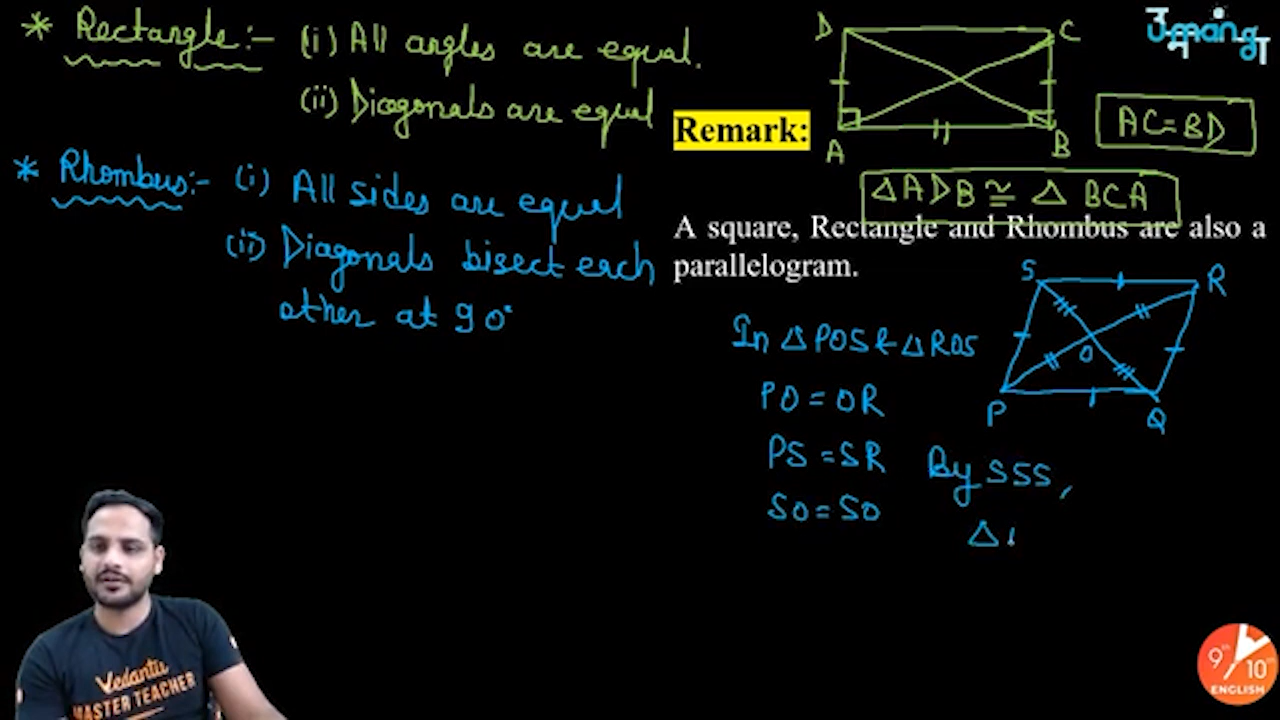 * Rectangle:- (i) All angles are equal.
(ii) Diagonals are equal
* Rhombus:- (i) All sides are equal
(ii) Diagonals bisect each
other at 90°
D C
A B
AC=BD
Remark:
△ADB ≅ △BCA
A square, Rectangle and Rhombus are also a
parallelogram.
S R
O
P Q
In △POS & △ROS
PO = OR
PS = SR
SO = SO
By SSS,
△
उमंग
Vedantu
MASTER TEACHER
9th 10th
ENGLISH